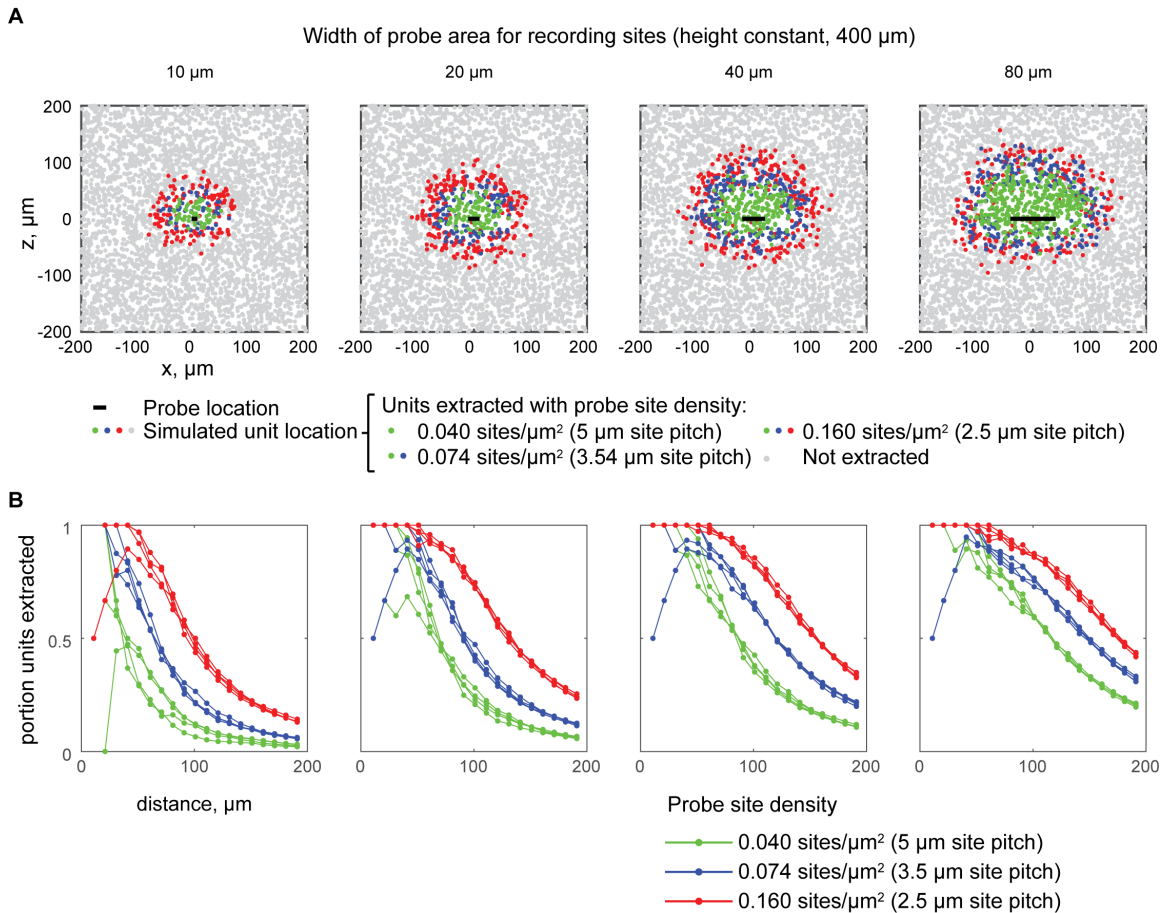 A
Width of probe area for recording sites (height constant, 400 µm)
10 µm 20 µm 40 µm 80 µm
200
100
0
-100
-200
z, µm
-200 -100 0 100 200 -200 -100 0 100 200 -200 -100 0 100 200 -200 -100 0 100 200
x, µm
Probe location
Simulated unit location
Units extracted with probe site density:
0.040 sites/µm² (5 µm site pitch)
0.074 sites/µm² (3.54 µm site pitch)
0.160 sites/µm² (2.5 µm site pitch)
Not extracted
B
1
0.5
0
portion units extracted
0 100 200 0 100 200 0 100 200 0 100 200
distance, µm
Probe site density
0.040 sites/µm² (5 µm site pitch)
0.074 sites/µm² (3.5 µm site pitch)
0.160 sites/µm² (2.5 µm site pitch)